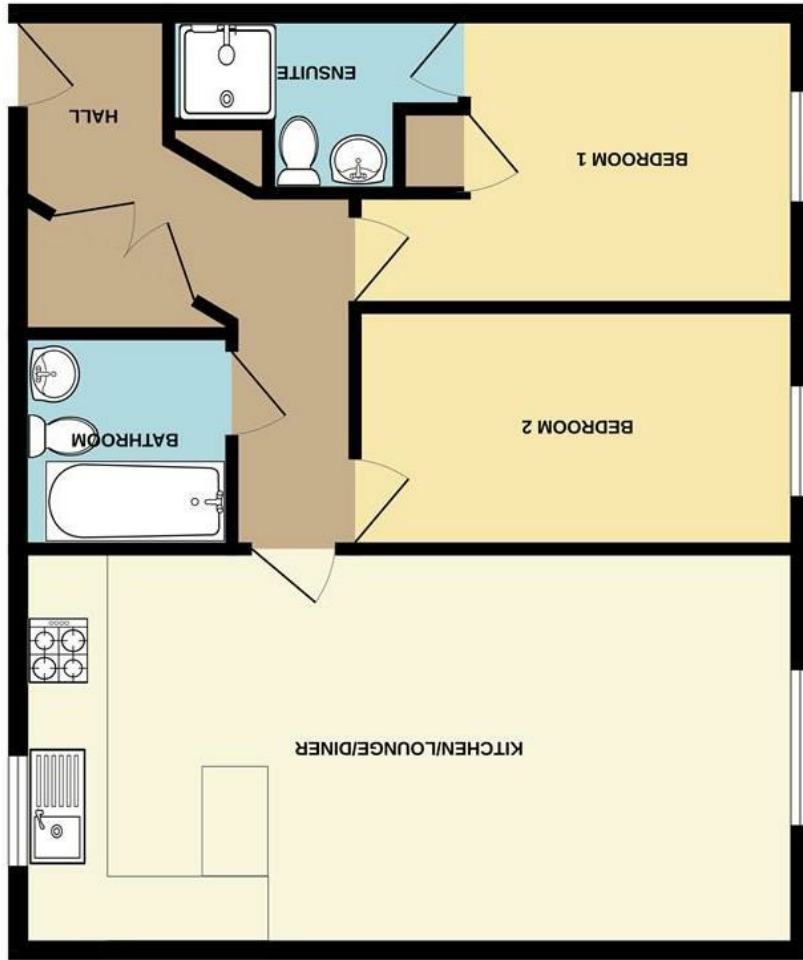 KITCHEN/LOUNGE/DINER
BEDROOM 2
BATHROOM
BEDROOM 1
HALL
ENSUITE